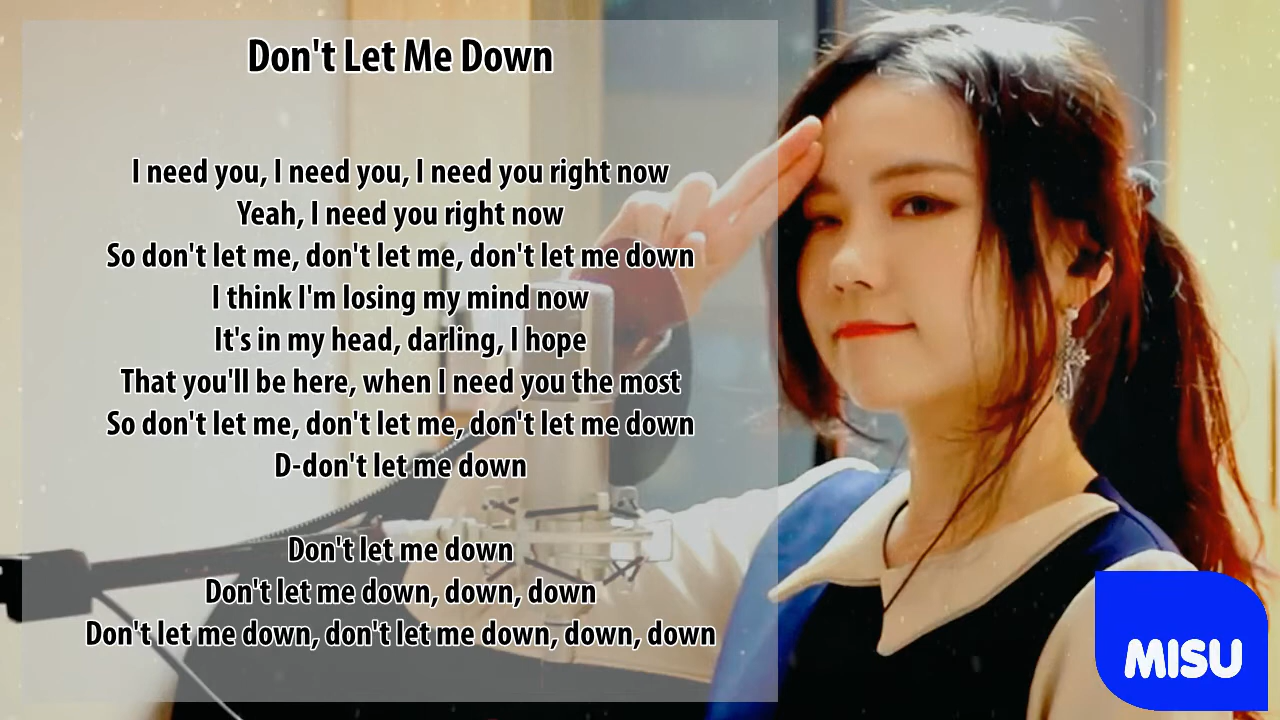 Don't Let Me Down
I need you, I need you, I need you right now
Yeah, I need you right now
So don't let me, don't let me, don't let me down
I think I'm losing my mind now
It's in my head, darling, I hope
That you'll be here, when I need you the most
So don't let me, don't let me, don't let me down
D-don't let me down
Don't let me down
Don't let me down, down, down
Don't let me down, don't let me down, down, down
MISU